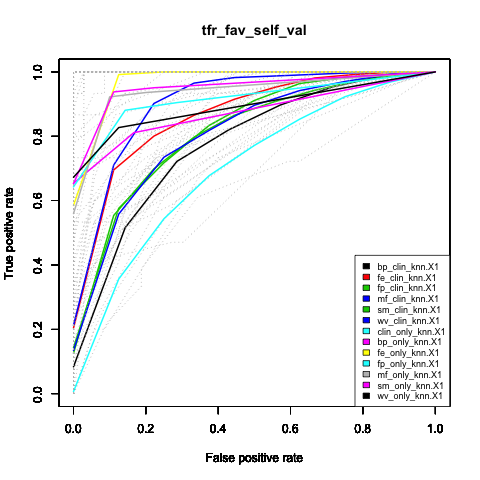 tfr_fav_self_val
True positive rate
1.0
0.8
0.6
0.4
0.2
0.0
bp_clin_knn.X1
fe_clin_knn.X1
fp_clin_knn.X1
mf_clin_knn.X1
sm_clin_knn.X1
wv_clin_knn.X1
clin_only_knn.X1
bp_only_knn.X1
fe_only_knn.X1
fp_only_knn.X1
mf_only_knn.X1
sm_only_knn.X1
wv_only_knn.X1
0.0 0.2 0.4 0.6 0.8 1.0
False positive rate